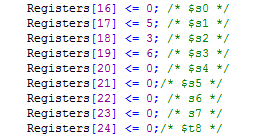 Registers[16] <= 0; /* $s0 */
Registers[17] <= 5; /* $s1 */
Registers[18] <= 3; /* $s2 */
Registers[19] <= 6; /* $s3 */
Registers[20] <= 0; /* $s4 */
Registers[21] <= 0;/* $s5 */
Registers[22] <= 0; /* s6 */
Registers[23] <= 0; /* s7 */
Registers[24] <= 0;/* $t8 */